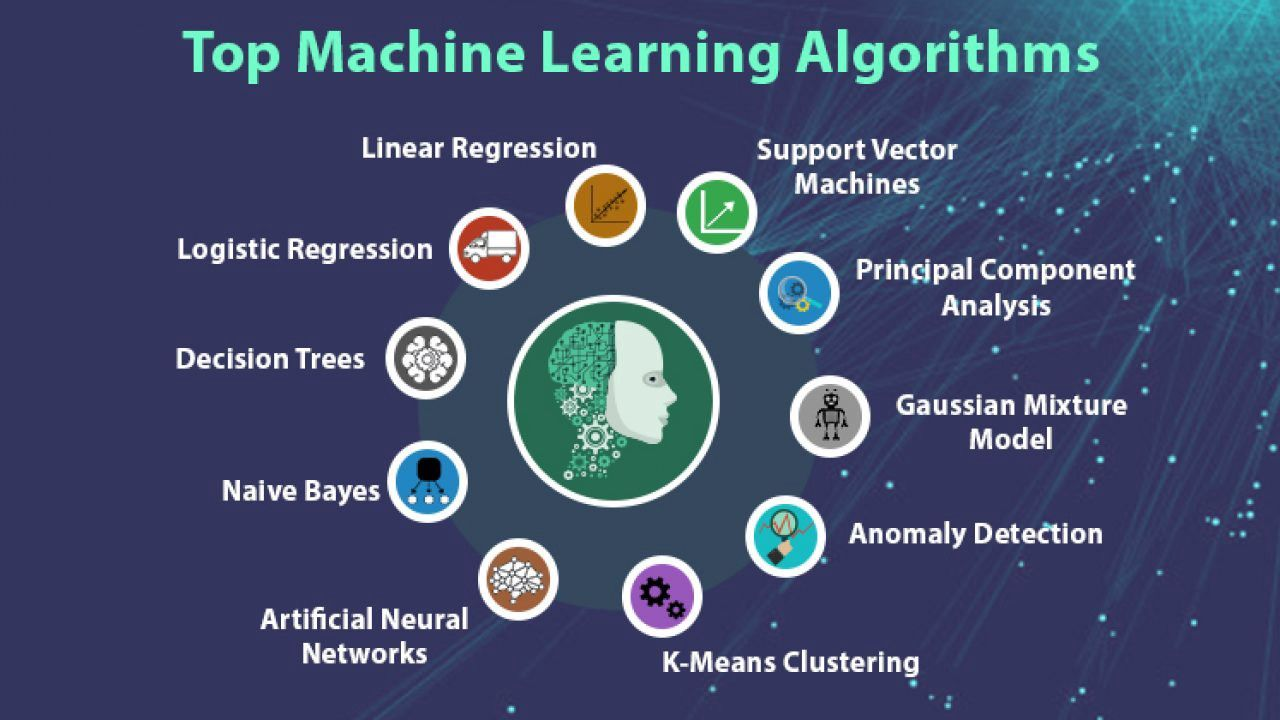 Top Machine Learning Algorithms
Linear Regression
Support Vector
Machines
Logistic Regression
Principal Component
Analysis
Decision Trees
Gaussian Mixture
Model
Naive Bayes
Anomaly Detection
Artificial Neural
Networks
K-Means Clustering